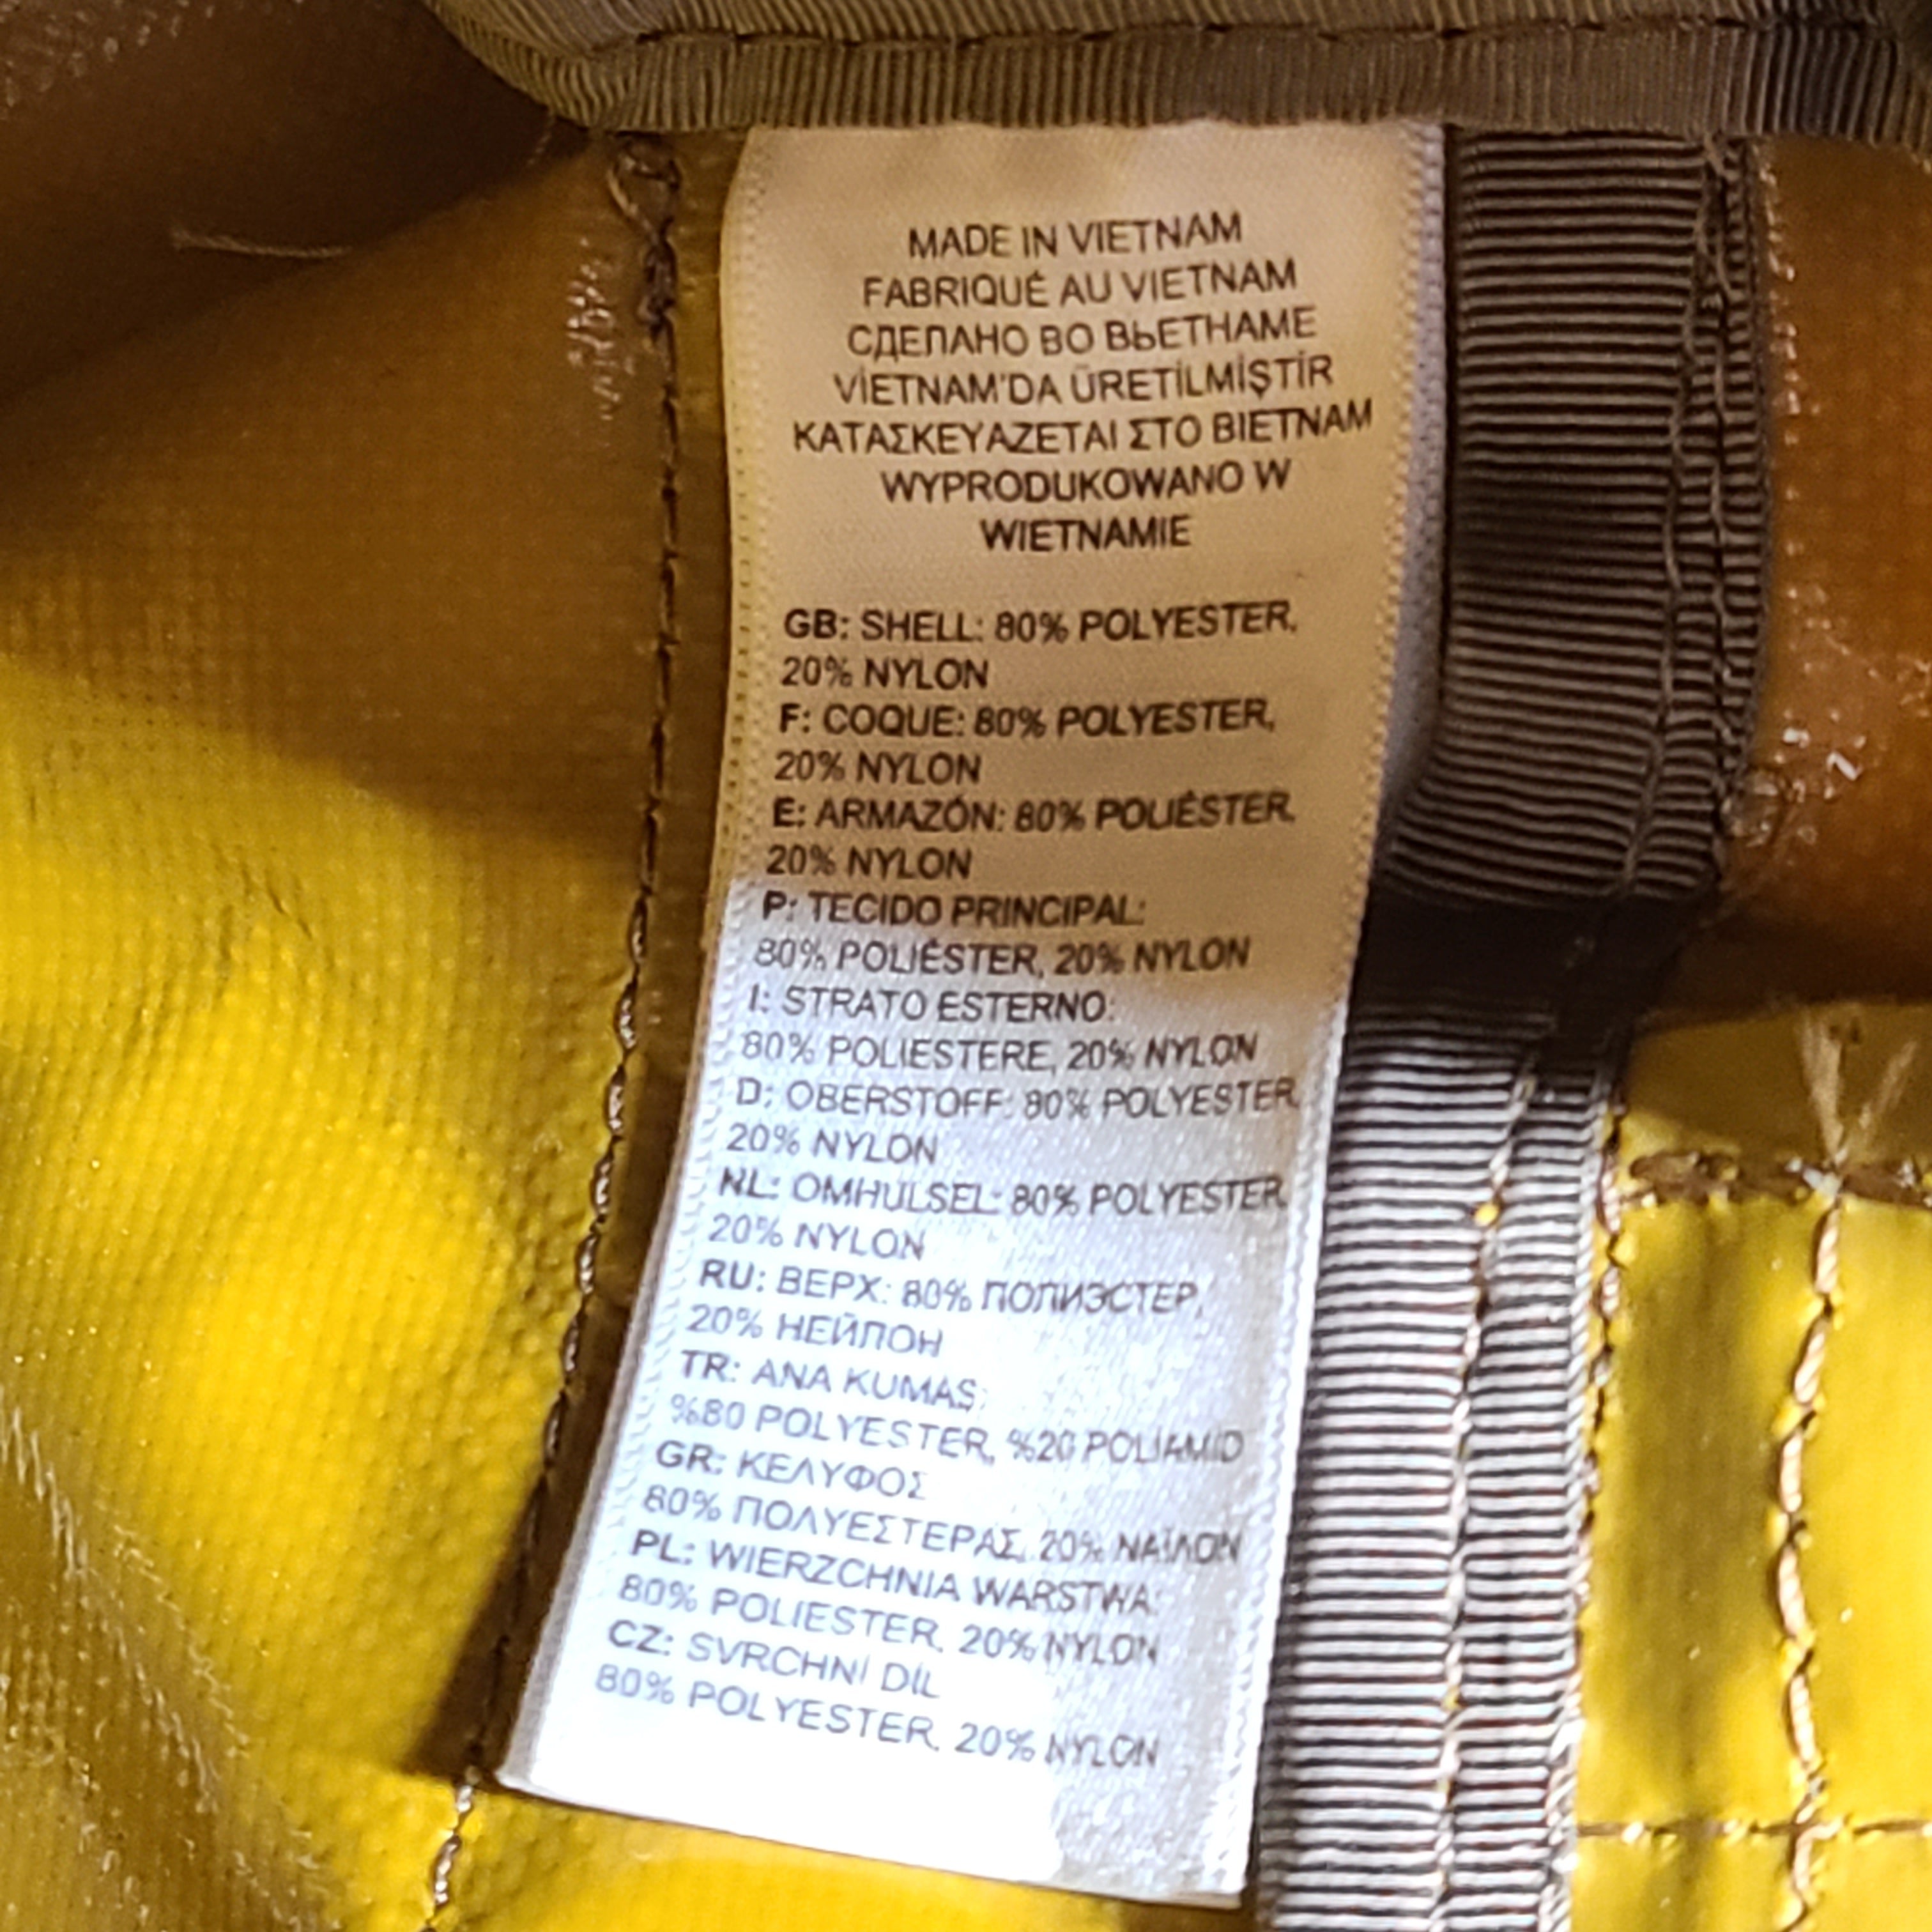 MADE IN VIETNAM
FABRIQUÉ AU VIETNAM
СДЕПАНО ВО ВЬЕТНАМЕ
VİETNAM'DA ÜRETİLMİŞTİR
ΚΑΤΑΣΚΕΥΑΖΕΤΑΙ ΣΤΟ ΒΙΕΤΝΑΜ
WYPRODUKOWANO W
WIETNAMIE
GB: SHELL: 80% POLYESTER,
20% NYLON
F: COQUE: 80% POLYESTER,
20% NYLON
E: ARMAZÓN: 80% POLIÉSTER,
20% NYLON
P: TECIDO PRINCIPAL:
80% POLIÉSTER, 20% NYLON
I: STRATO ESTERNO:
80% POLIESTERE, 20% NYLON
D: OBERSTOFF: 80% POLYESTER,
20% NYLON
NL: OMHULSEL: 80% POLYESTER,
20% NYLON
RU: ВЕРХ: 80% ПОЛИЭСТЕР,
20% НЕЙПОН
TR: ANA KUMAŞ:
%80 POLYESTER, %20 POLIAMID
GR: ΚΕΛΥΦΟΣ
80% ΠΟΛΥΕΣΤΕΡΑΣ, 20% ΝΑΪΛΟΝ
PL: WIERZCHNIA WARSTWA:
80% POLIESTER, 20% NYLON
CZ: SVRCHNÍ DÍL
80% POLYESTER, 20% NYLON